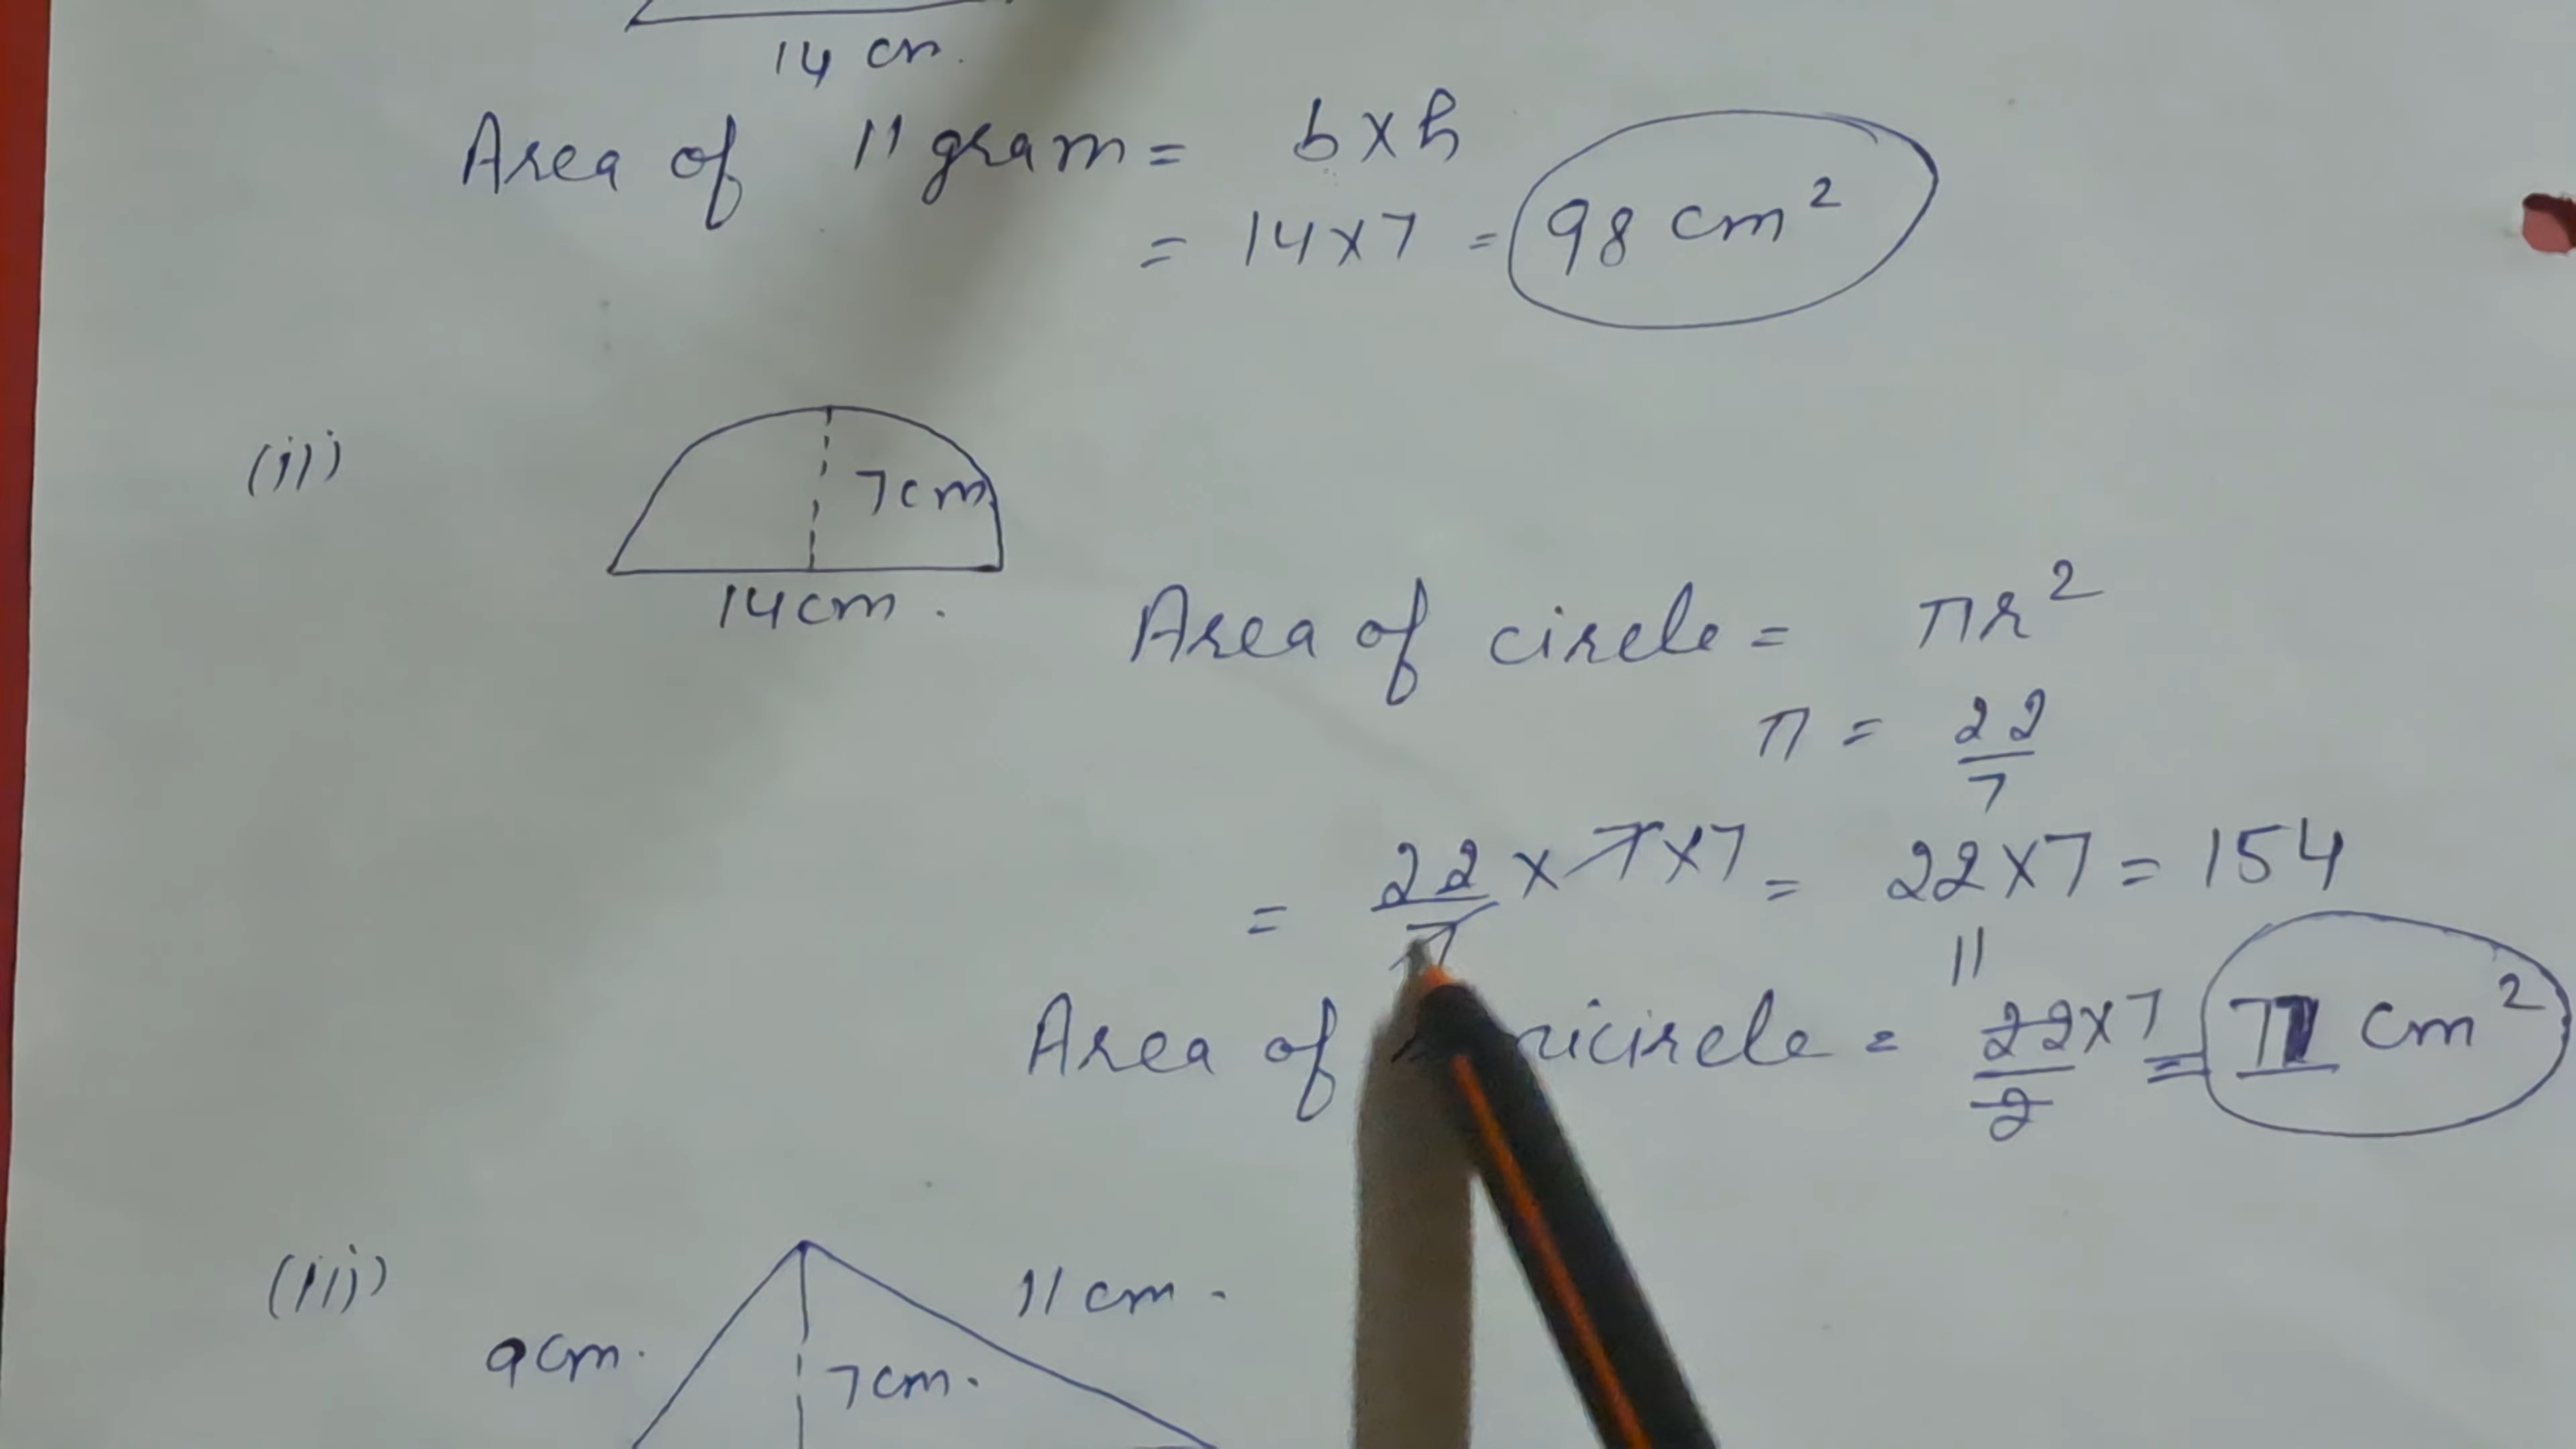 14 cm.
Area of 11 gram = b x h
= 14 x 7 = 98 cm²
(ii)
7 cm
14 cm.
Area of circle = πr²
π = 22/7
= 22/7 x 7 x 7 = 22 x 7 = 154
11
Area of = 22/2 x 7 = 77 cm²
(iii)
11 cm.
9 cm.
7 cm.